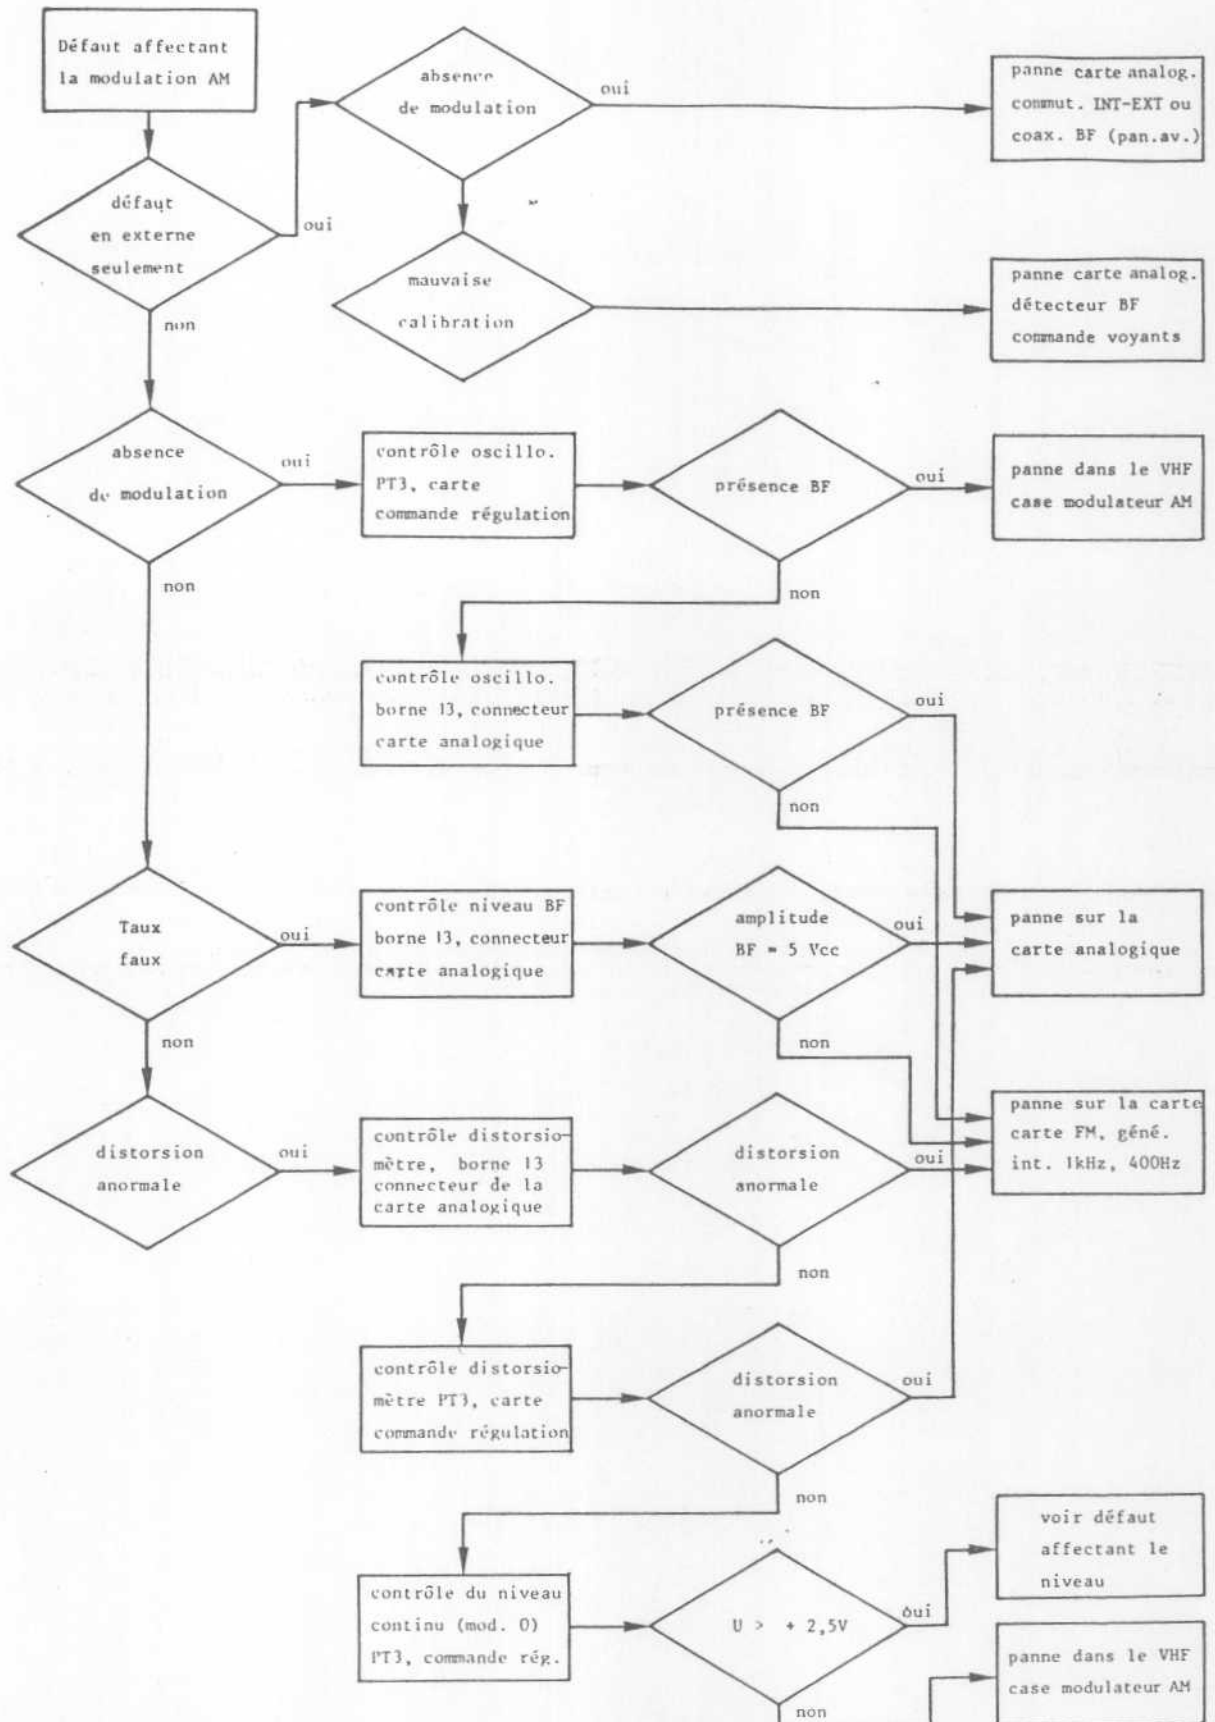 Défaut affectant
la modulation AM
absence
de modulation
oui
panne carte analog.
commut. INT-EXT ou
coax. BF (pan.av.)
défaut
en externe
seulement
oui
non
mauvaise
calibration
panne carte analog.
détecteur BF
commande voyants
absence
de modulation
oui
non
contrôle oscillo.
PT3, carte
commande régulation
présence BF
oui
non
panne dans le VHF
case modulateur AM
contrôle oscillo.
borne 13, connecteur
carte analogique
présence BF
oui
non
Taux
faux
oui
non
contrôle niveau BF
borne 13, connecteur
carte analogique
amplitude
BF = 5 Vcc
oui
non
panne sur la
carte analogique
panne sur la carte
carte FM, géné.
int. 1kHz, 400Hz
distorsion
anormale
oui
contrôle distorsio-
mètre, borne 13
connecteur de la
carte analogique
distorsion
anormale
oui
non
contrôle distorsio-
mètre PT3, carte
commande régulation
distorsion
anormale
oui
non
voir défaut
affectant le
niveau
contrôle du niveau
continu (mod. 0)
PT3, commande rég.
U > + 2,5V
oui
non
panne dans le VHF
case modulateur AM